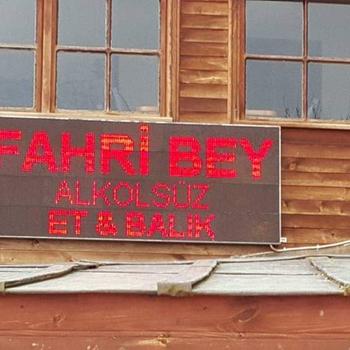 FAHRİ BEY
ALKOLSÜZ
ET & BALIK